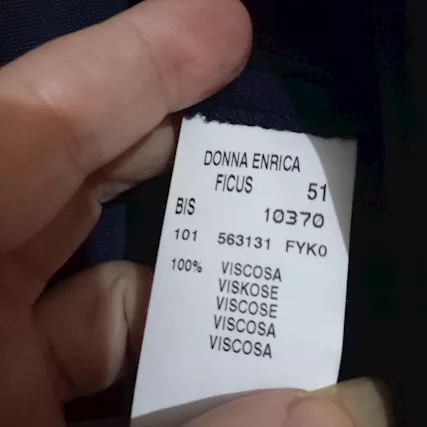 DONNA ENRICA
FICUS 51
BIS 10370
101 563131 FYK0
100% VISCOSA
VISKOSE
VISCOSE
VISCOSA
VISCOSA